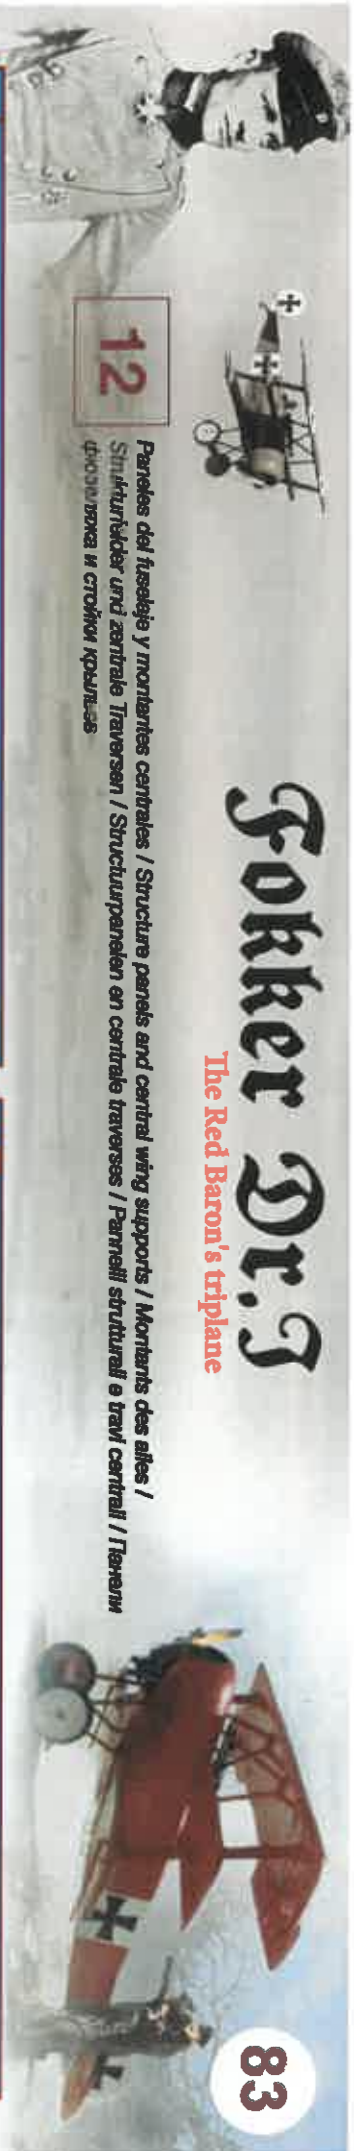 Fokker Dr.I
The Red Baron's triplane
12
Paneles del fuselaje y montantes centrales / Structure panels and central wing supports / Montants des ailes /
Strukturfelder und zentrale Traversen / Structuurpanelen en centrale traverses / Pannelli strutturali e travi centrali / Панели
фюзеляжа и стойки крыльев
83